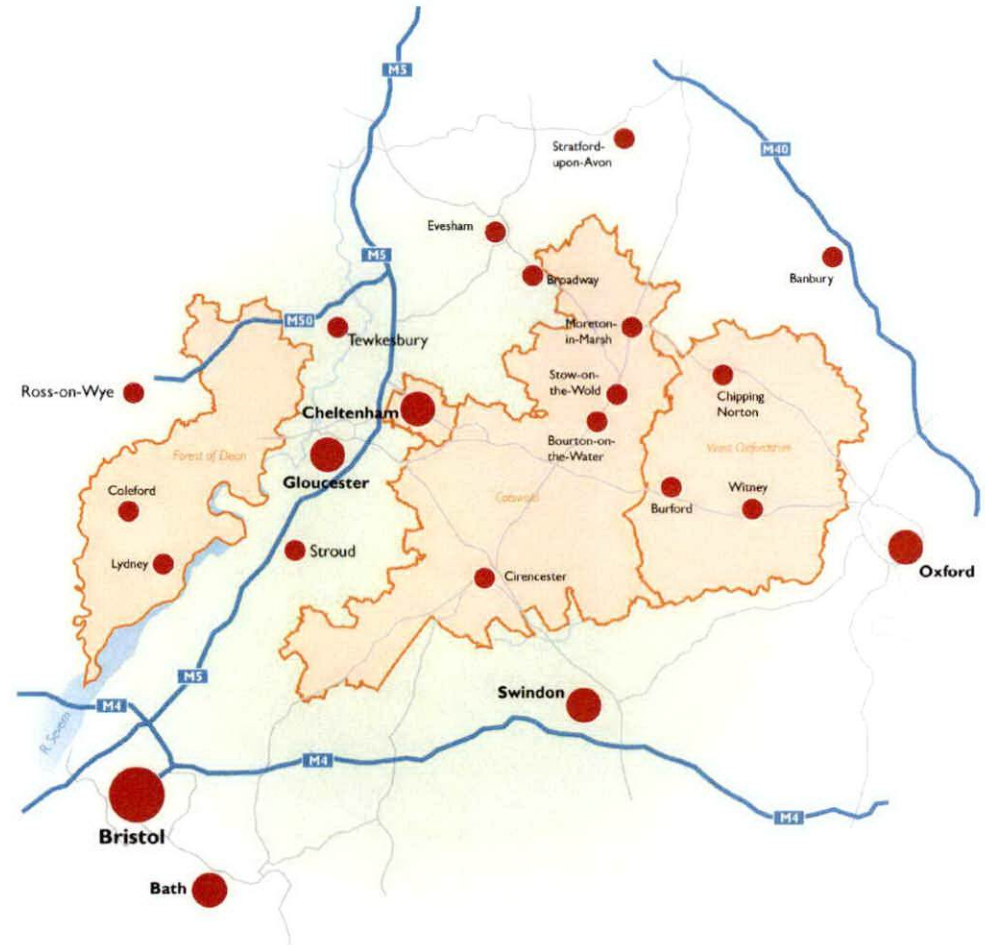 M5
M40
Stratford-
upon-Avon
Evesham
M5
Banbury
Broadway
M50
Moreton-
in-Marsh
Tewkesbury
Ross-on-Wye
Stow-on-
the-Wold
Chipping
Norton
Cheltenham
Bourton-on-
the-Water
West Oxfordshire
Forest of Dean
Gloucester
Coleford
Cotswold
Burford
Witney
Stroud
Lydney
Cirencester
Oxford
M5
Swindon
M4
R. Severn
M4
M4
Bristol
Bath